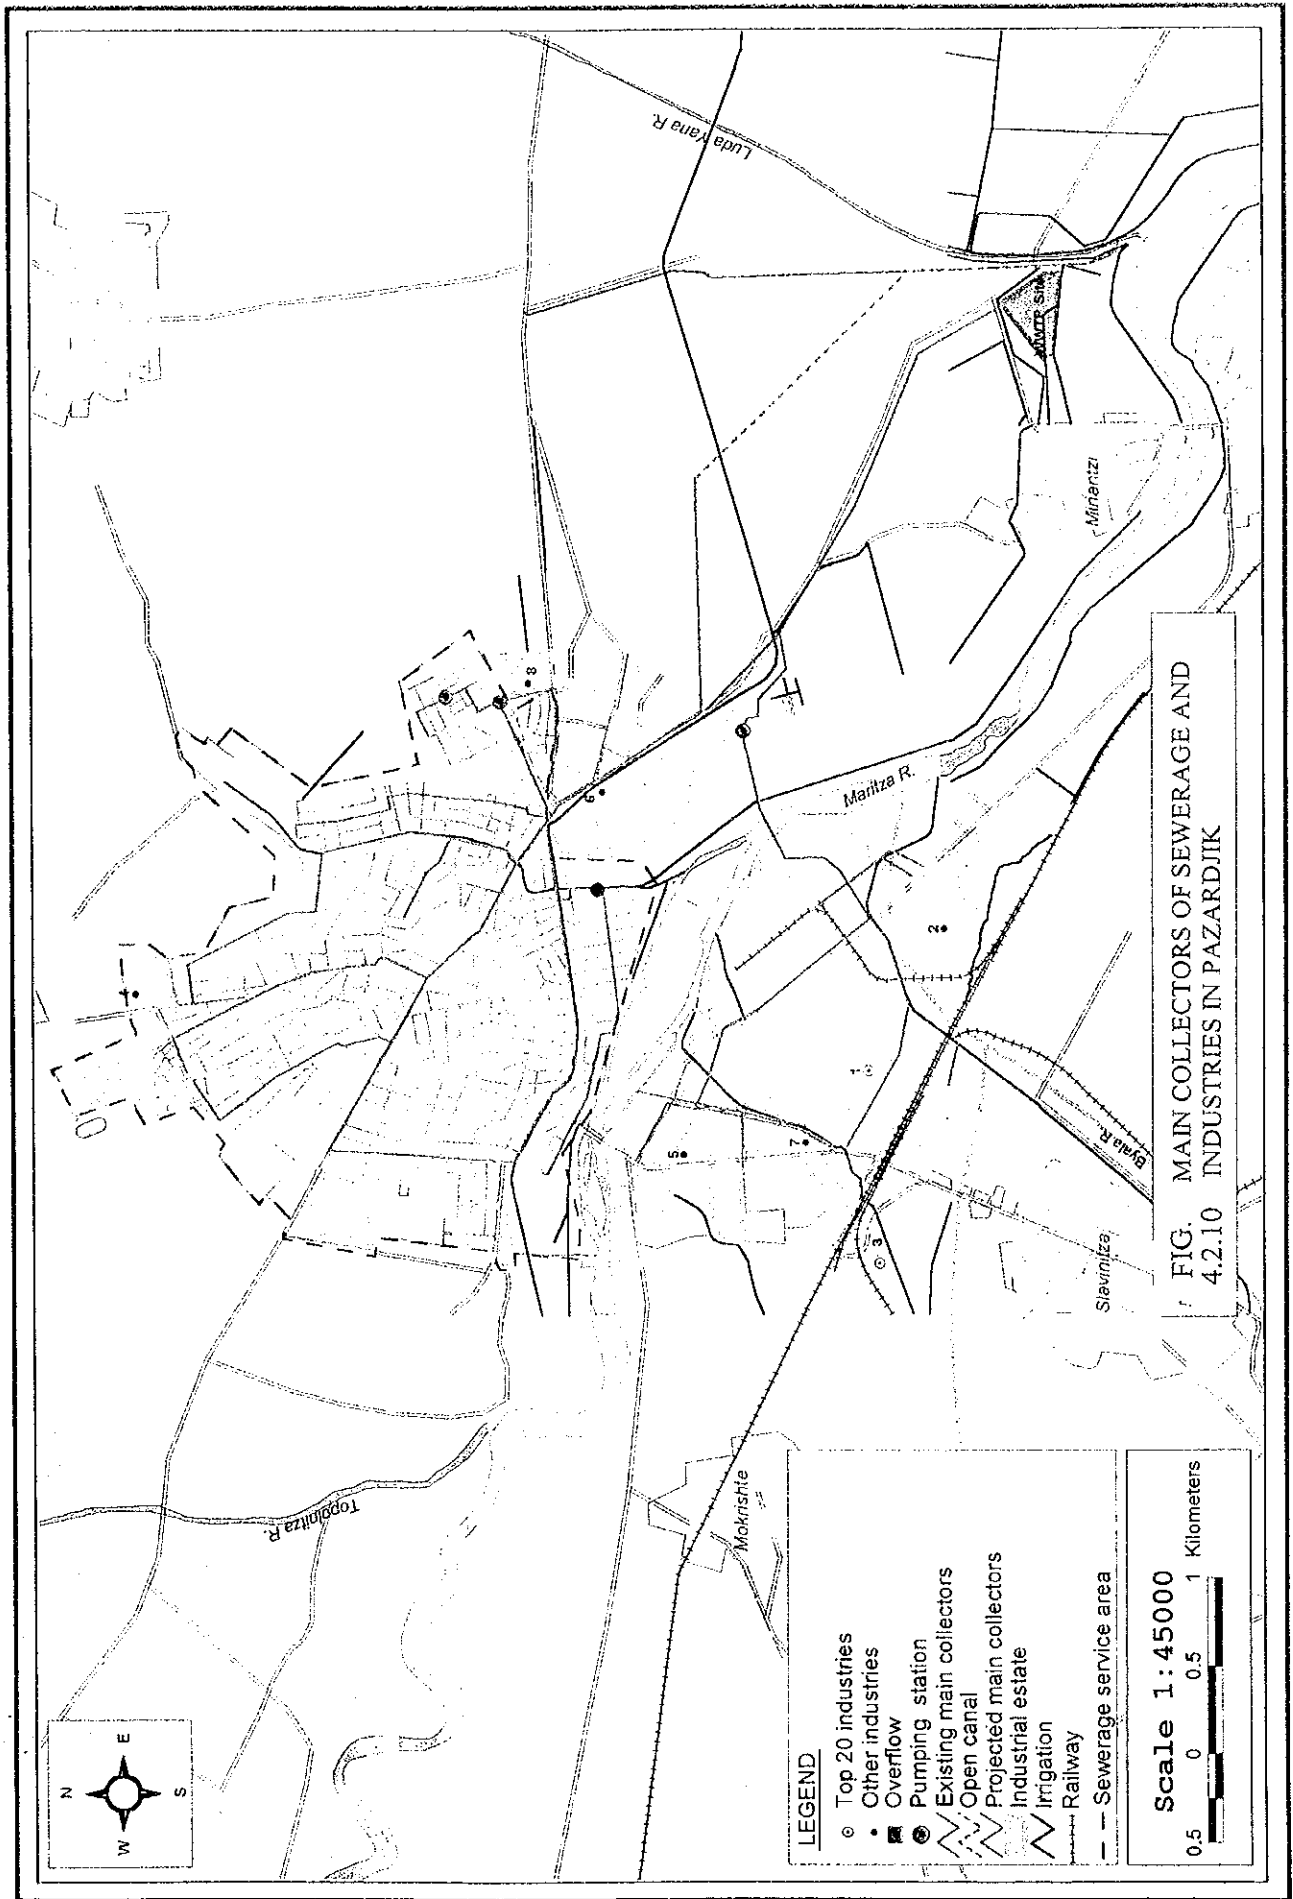 Luda Yana R.
WWTP Site
Miriantzi
8
6
4
Maritza R.
2
1
5
7
3
Byala R.
Slavinitza
Topolnitza R.
Mokrishte
FIG. MAIN COLLECTORS OF SEWERAGE AND
4.2.10 INDUSTRIES IN PAZARDJIK
N
W E
S
LEGEND
Top 20 industries
Other industries
Overflow
Pumping station
Existing main collectors
Open canal
Projected main collectors
Industrial estate
Irrigation
Railway
Sewerage service area
Scale 1:45000
0.5 0 0.5 1 Kilometers